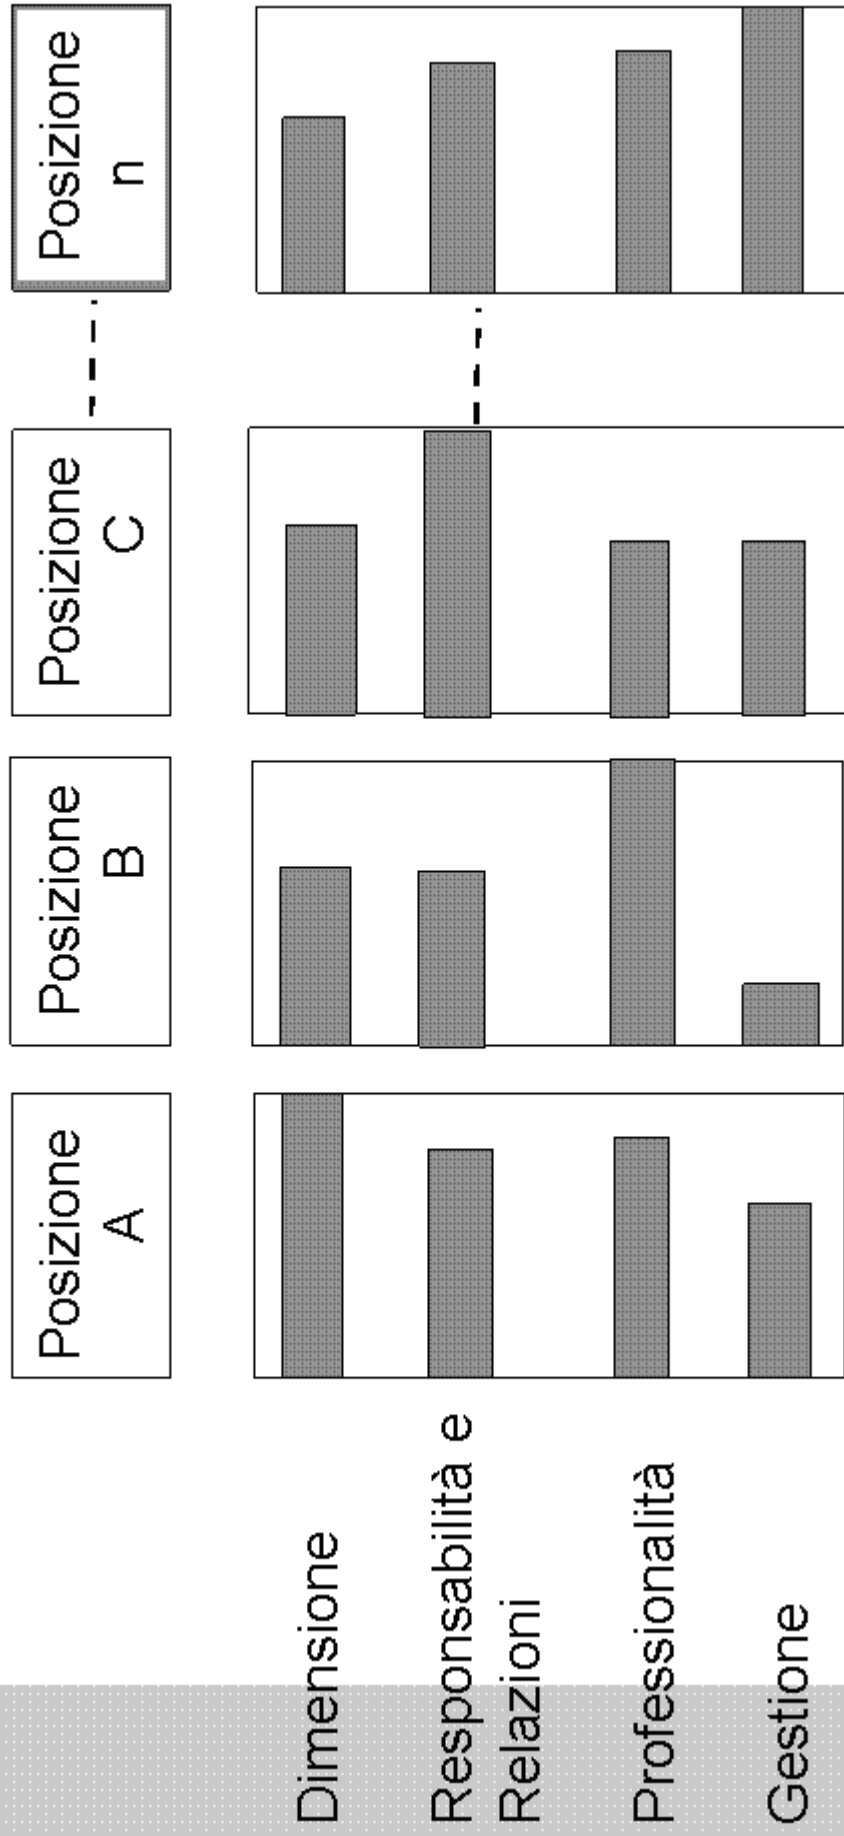 Posizione
A
Posizione
B
Posizione
C
Posizione
n
Dimensione
Responsabilità e
Relazioni
Professionalità
Gestione